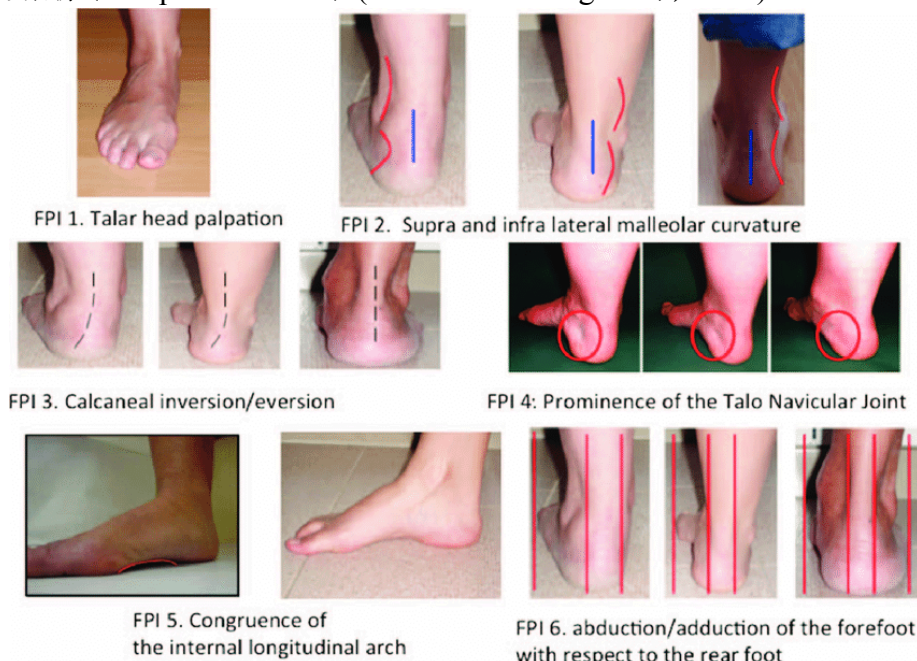 FPI 1. Talar head palpation
FPI 2. Supra and infra lateral malleolar curvature
FPI 3. Calcaneal inversion/eversion
FPI 4: Prominence of the Talo Navicular Joint
FPI 5. Congruence of
the internal longitudinal arch
FPI 6. abduction/adduction of the forefoot
with respect to the rear foot